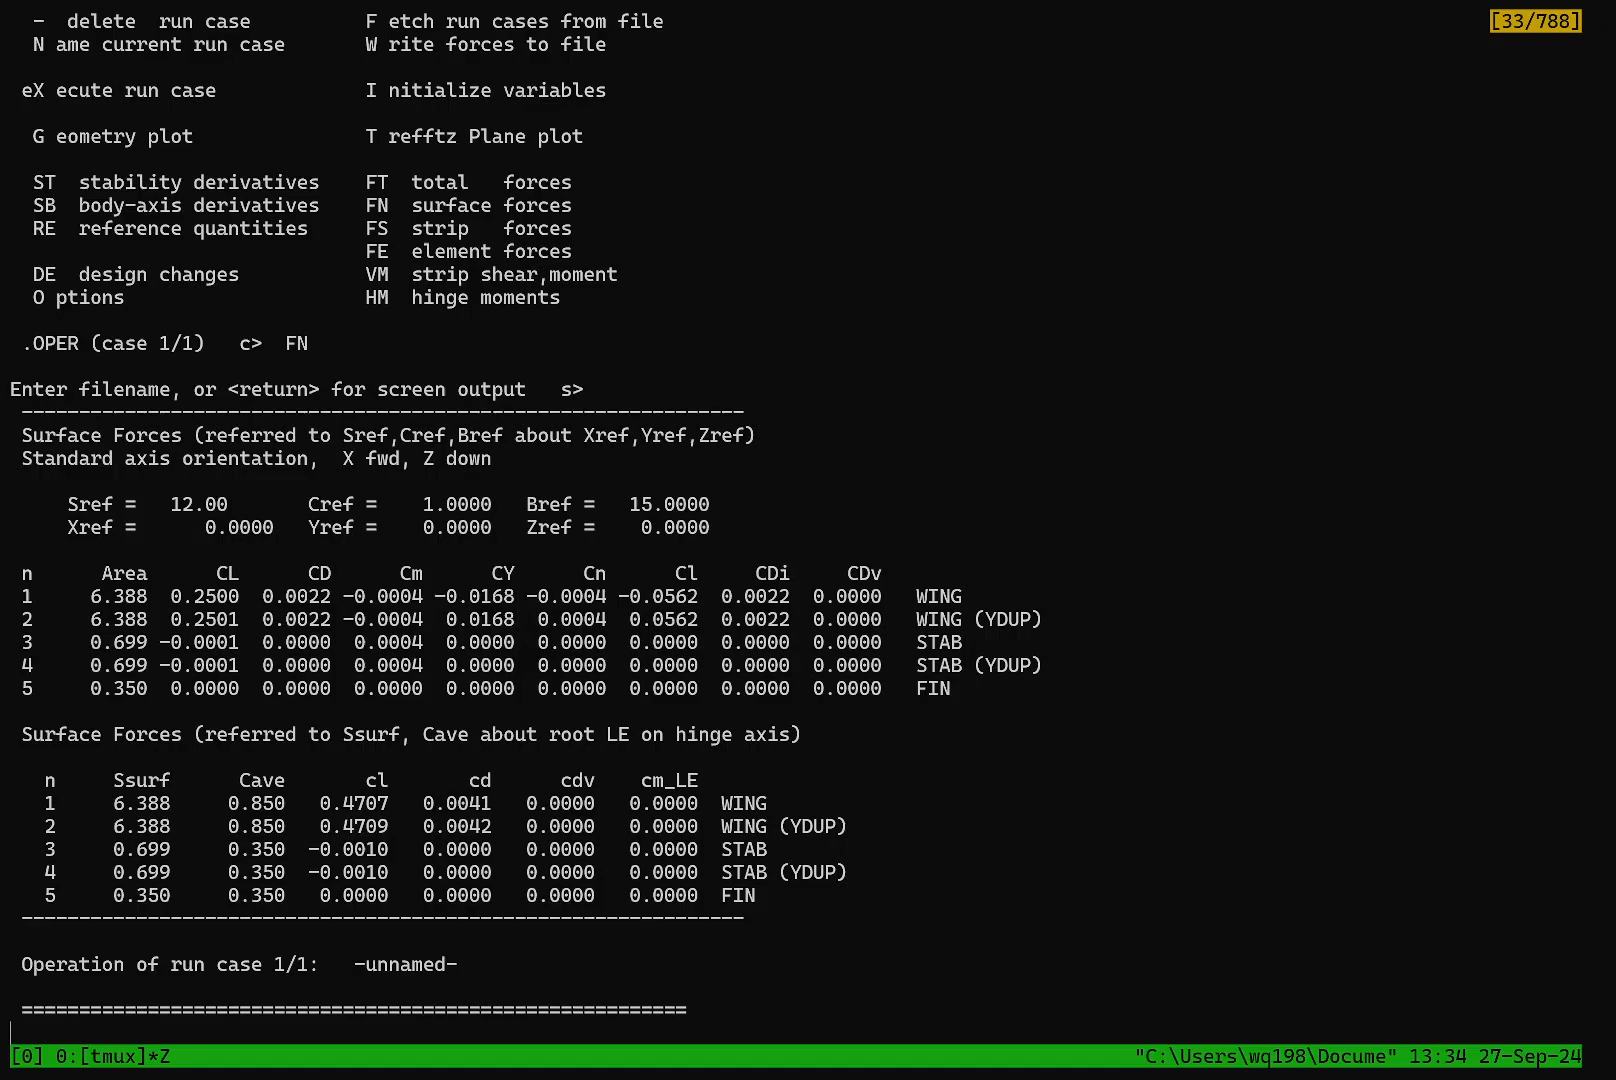 -  delete  run case          F etch run cases from file          [33/788]
N ame current run case       W rite forces to file
eX ecute run case             I nitialize variables
G eometry plot               T refftz Plane plot
ST  stability derivatives    FT  total   forces
SB  body-axis derivatives    FN  surface forces
RE  reference quantities     FS  strip   forces
FE  element forces
DE  design changes           VM  strip shear,moment
O ptions                     HM  hinge moments
.OPER (case 1/1)   c>  FN
Enter filename, or <return> for screen output   s>
---------------------------------------------------------------
Surface Forces (referred to Sref,Cref,Bref about Xref,Yref,Zref)
Standard axis orientation,  X fwd, Z down
Sref =   12.00       Cref =    1.0000   Bref =   15.0000
Xref =      0.0000   Yref =    0.0000   Zref =    0.0000
n      Area      CL      CD      Cm      CY      Cn      Cl     CDi     CDv
1     6.388  0.2500  0.0022 -0.0004 -0.0168 -0.0004 -0.0562  0.0022  0.0000   WING
2     6.388  0.2501  0.0022 -0.0004  0.0168  0.0004  0.0562  0.0022  0.0000   WING (YDUP)
3     0.699 -0.0001  0.0000  0.0004  0.0000  0.0000  0.0000  0.0000  0.0000   STAB
4     0.699 -0.0001  0.0000  0.0004  0.0000  0.0000  0.0000  0.0000  0.0000   STAB (YDUP)
5     0.350  0.0000  0.0000  0.0000  0.0000  0.0000  0.0000  0.0000  0.0000   FIN
Surface Forces (referred to Ssurf, Cave about root LE on hinge axis)
n     Ssurf      Cave       cl       cd      cdv    cm_LE
1     6.388     0.850   0.4707   0.0041   0.0000   0.0000  WING
2     6.388     0.850   0.4709   0.0042   0.0000   0.0000  WING (YDUP)
3     0.699     0.350  -0.0010   0.0000   0.0000   0.0000  STAB
4     0.699     0.350  -0.0010   0.0000   0.0000   0.0000  STAB (YDUP)
5     0.350     0.350   0.0000   0.0000   0.0000   0.0000  FIN
---------------------------------------------------------------
Operation of run case 1/1:   -unnamed-
==========================================================
[0] 0:[tmux]*Z          "C:\Users\wq198\Docume" 13:34 27-Sep-24